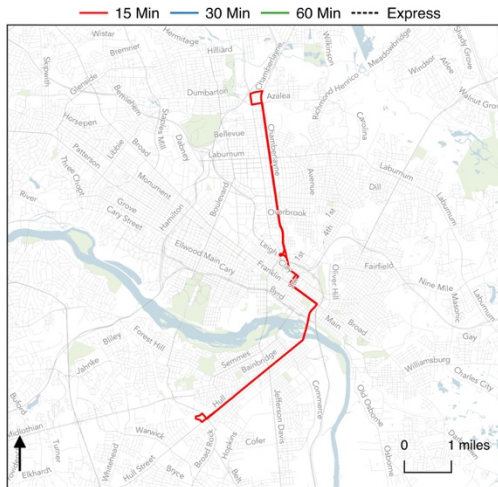 15 Min 30 Min 60 Min Express
Wistar
Hermitage
Chamberlayne
Wilkinson
Meadowbridge
Shady Grove
Skipwith
Bremner
Hilliard
Atlee
Windsor
Glenside
Dumbarton
Azalea
Richmond Henrico
Walnut Grove
Bethlehem
Horsepen
Staples Mill
Dabney
Bellevue
Carolina
Three Chopt
Patterson
Libbie
Broad
Laburnum
Chamberlayne
Monument
Boulevard
Avenue
Dill
Laburnum
River
Grove
Cary Street
Hamilton
Overbrook
1st
4th
Laburnum
Ellwood Main
Cary
Leigh
1st
Franklin
Oliver Hill
Fairfield
Byrd
Nine Mile
Masonic
Main
Broad
Gay
Forest Hill
Bliley
Jahnke
Semmes
Bainbridge
Williamsburg
Charles City
Buford
Midlothian
Hull
Commerce
Old Osborne
Jefferson Davis
Warwick
Turner
Whitehead
Hull Street
Broad Rock
Hopkins
Cofer
Elkhardt
Bryce
Belt
Osborne
0 1 miles